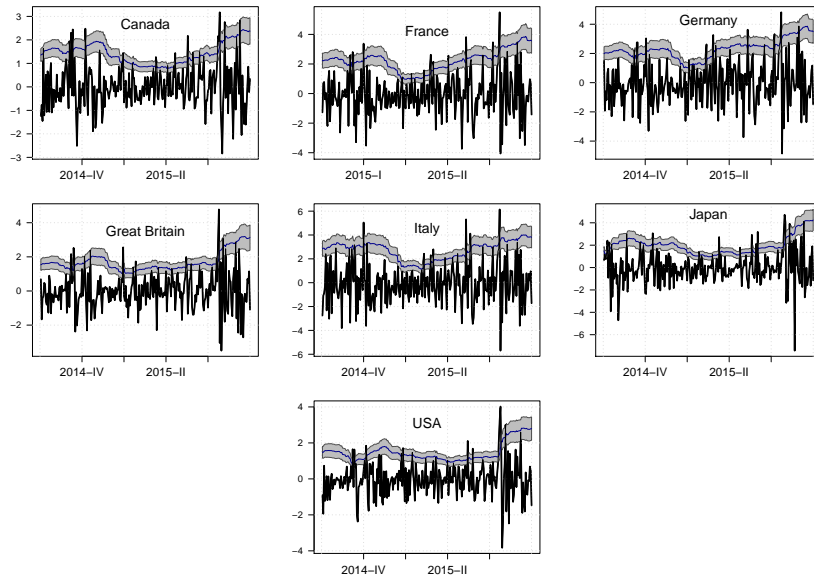 Canada
3
2
1
0
1
2
−3
2014−IV
2015−II
France
4
2
0
−2
−4
2015−I
2015−II
Germany
4
2
0
−2
−4
2014−IV
2015−II
Great Britain
4
2
0
−2
2014−IV
2015−II
Italy
6
4
2
0
−2
−4
−6
2014−IV
2015−II
Japan
4
2
0
−2
−4
−6
2014−IV
2015−II
USA
4
2
0
−2
−4
2014−IV
2015−II